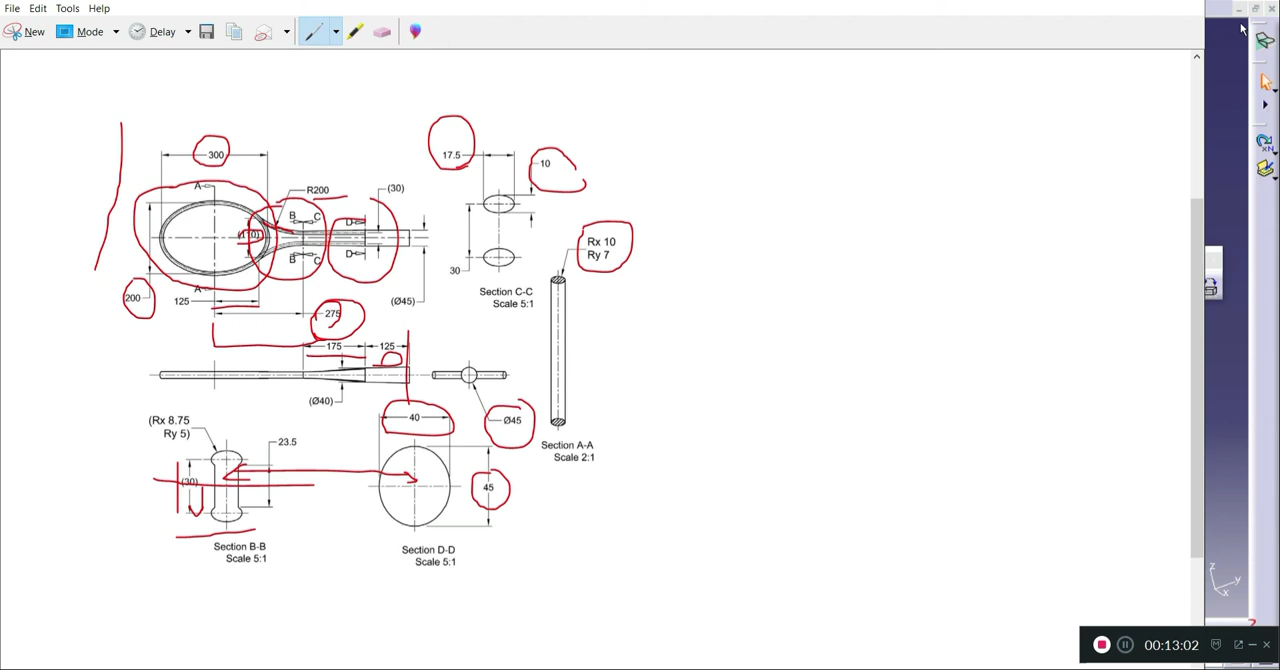 File Edit Tools Help
New Mode Delay
300
A
R200
(30)
17.5
10
B C
D
(110)
Rx 10
Ry 7
D
B C
A
200
125
30
(Ø45)
Section C-C
Scale 5:1
275
175
125
(Ø40)
40
Ø45
(Rx 8.75
Ry 5)
23.5
Section A-A
Scale 2:1
(30)
45
Section B-B
Scale 5:1
Section D-D
Scale 5:1
z
y
x
00:13:02